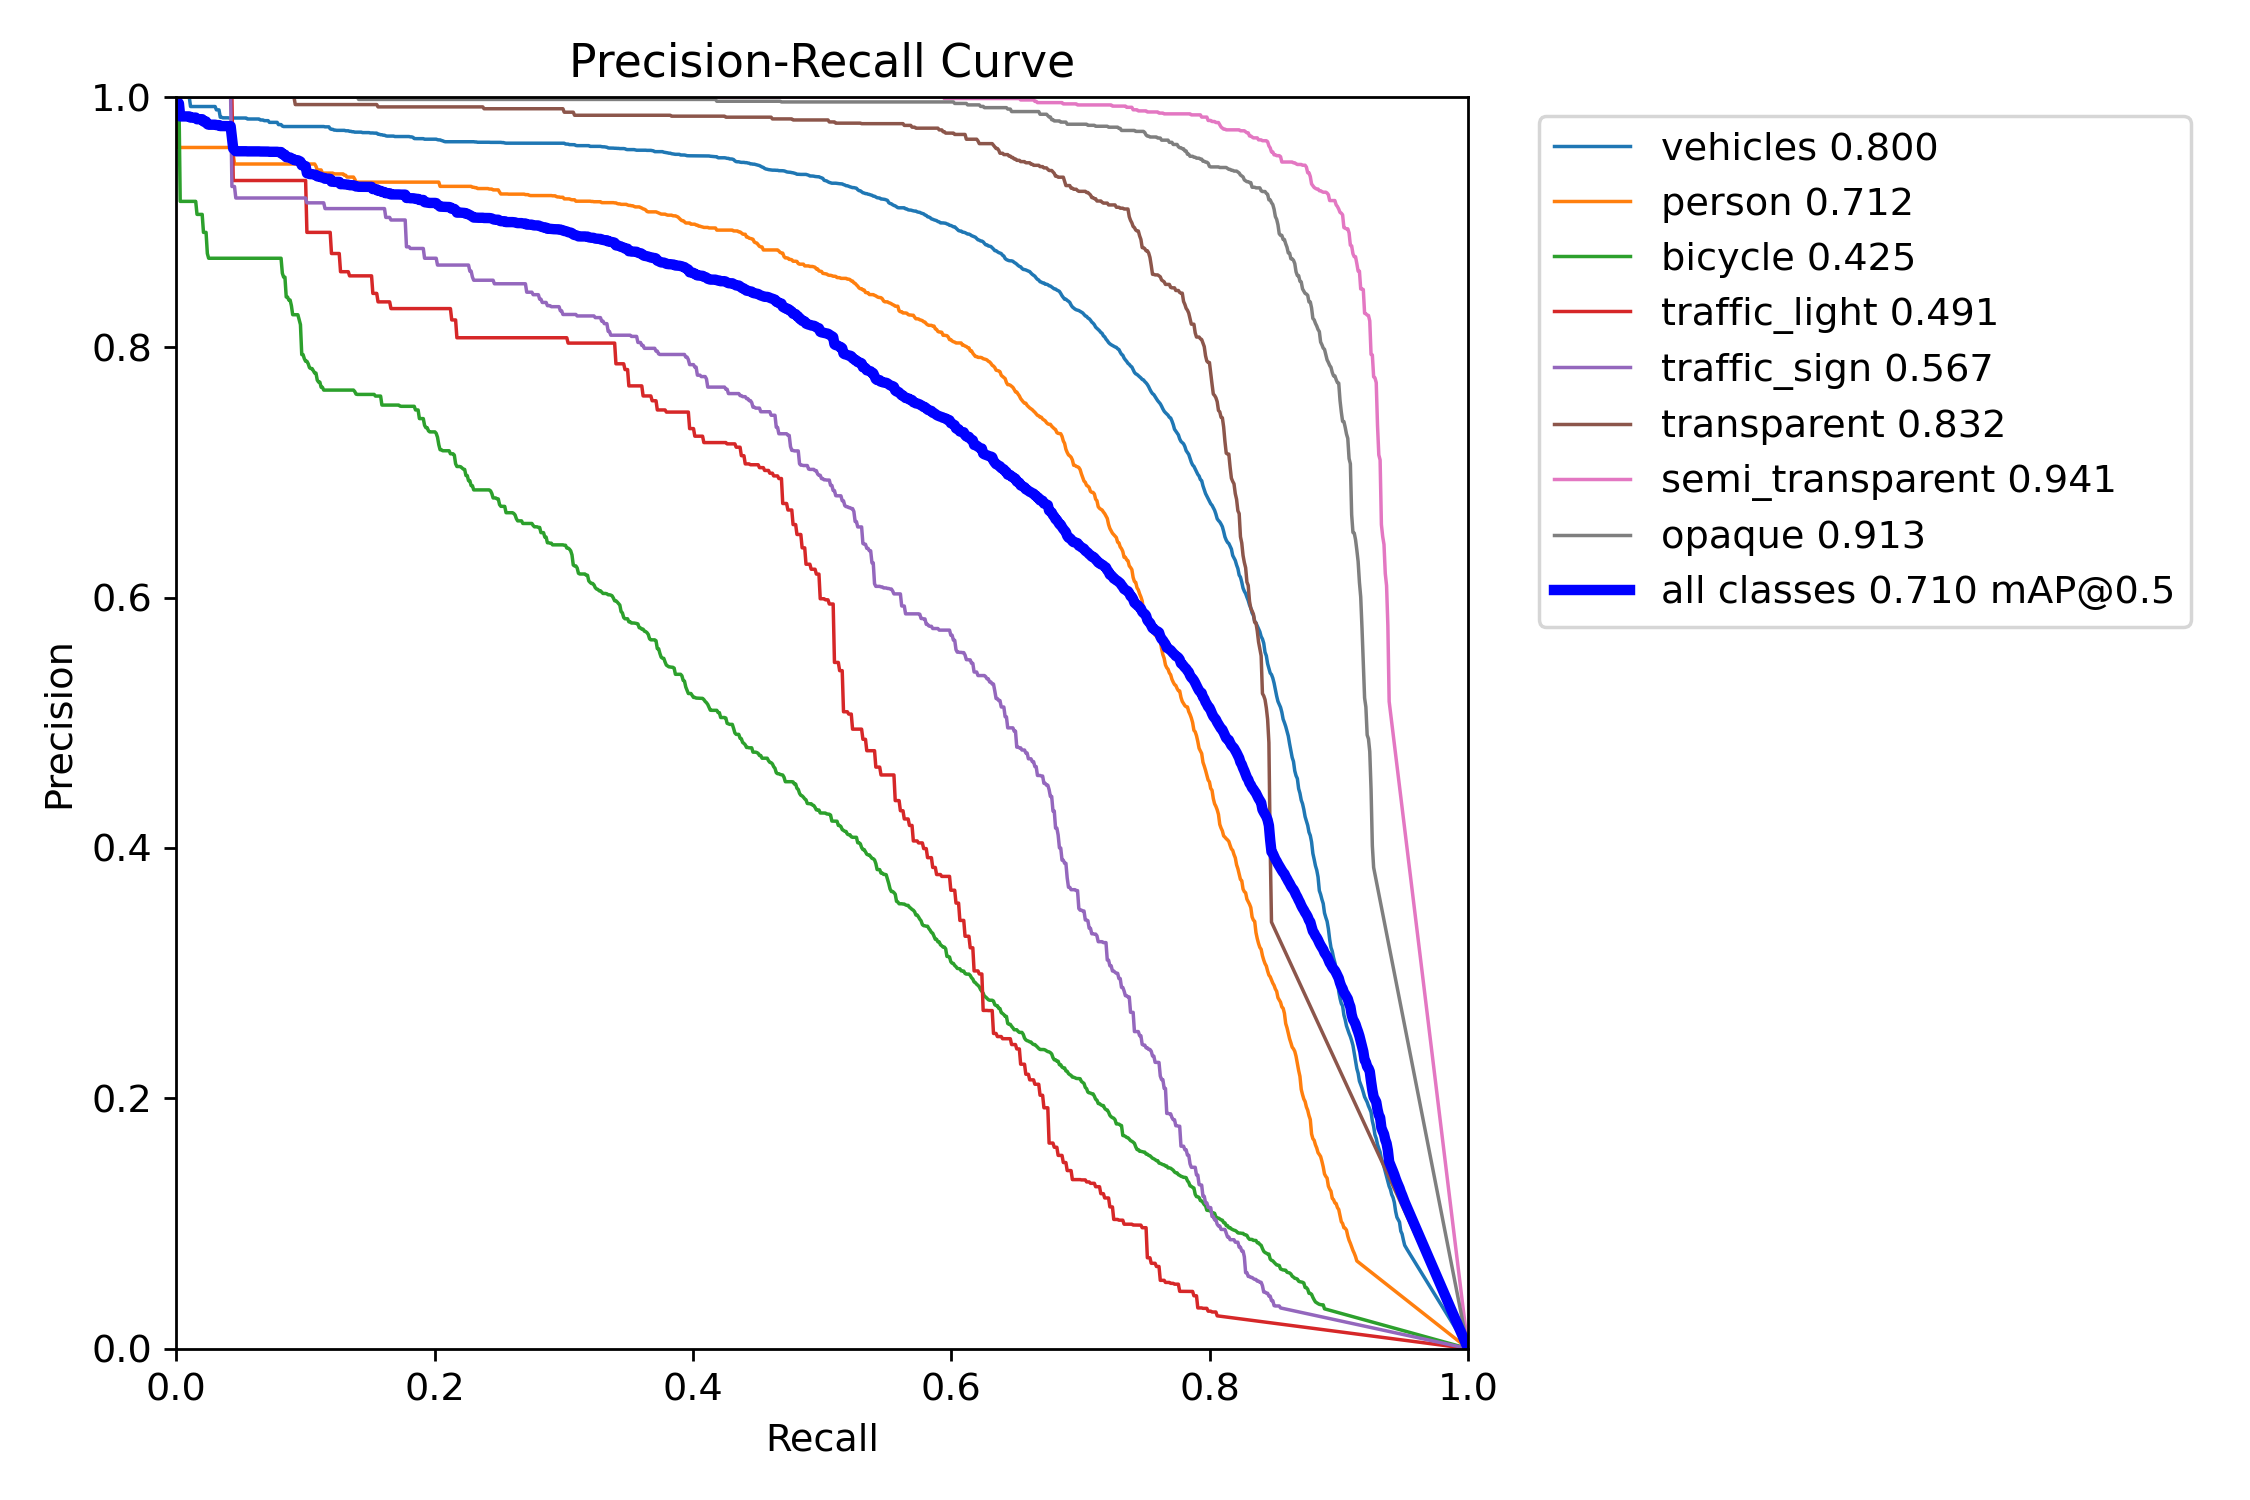 Precision-Recall Curve
1.0
0.8
0.6
0.4
0.2
0.0
Precision
0.0 0.2 0.4 0.6 0.8 1.0
Recall
vehicles 0.800
person 0.712
bicycle 0.425
traffic_light 0.491
traffic_sign 0.567
transparent 0.832
semi_transparent 0.941
opaque 0.913
all classes 0.710 mAP@0.5